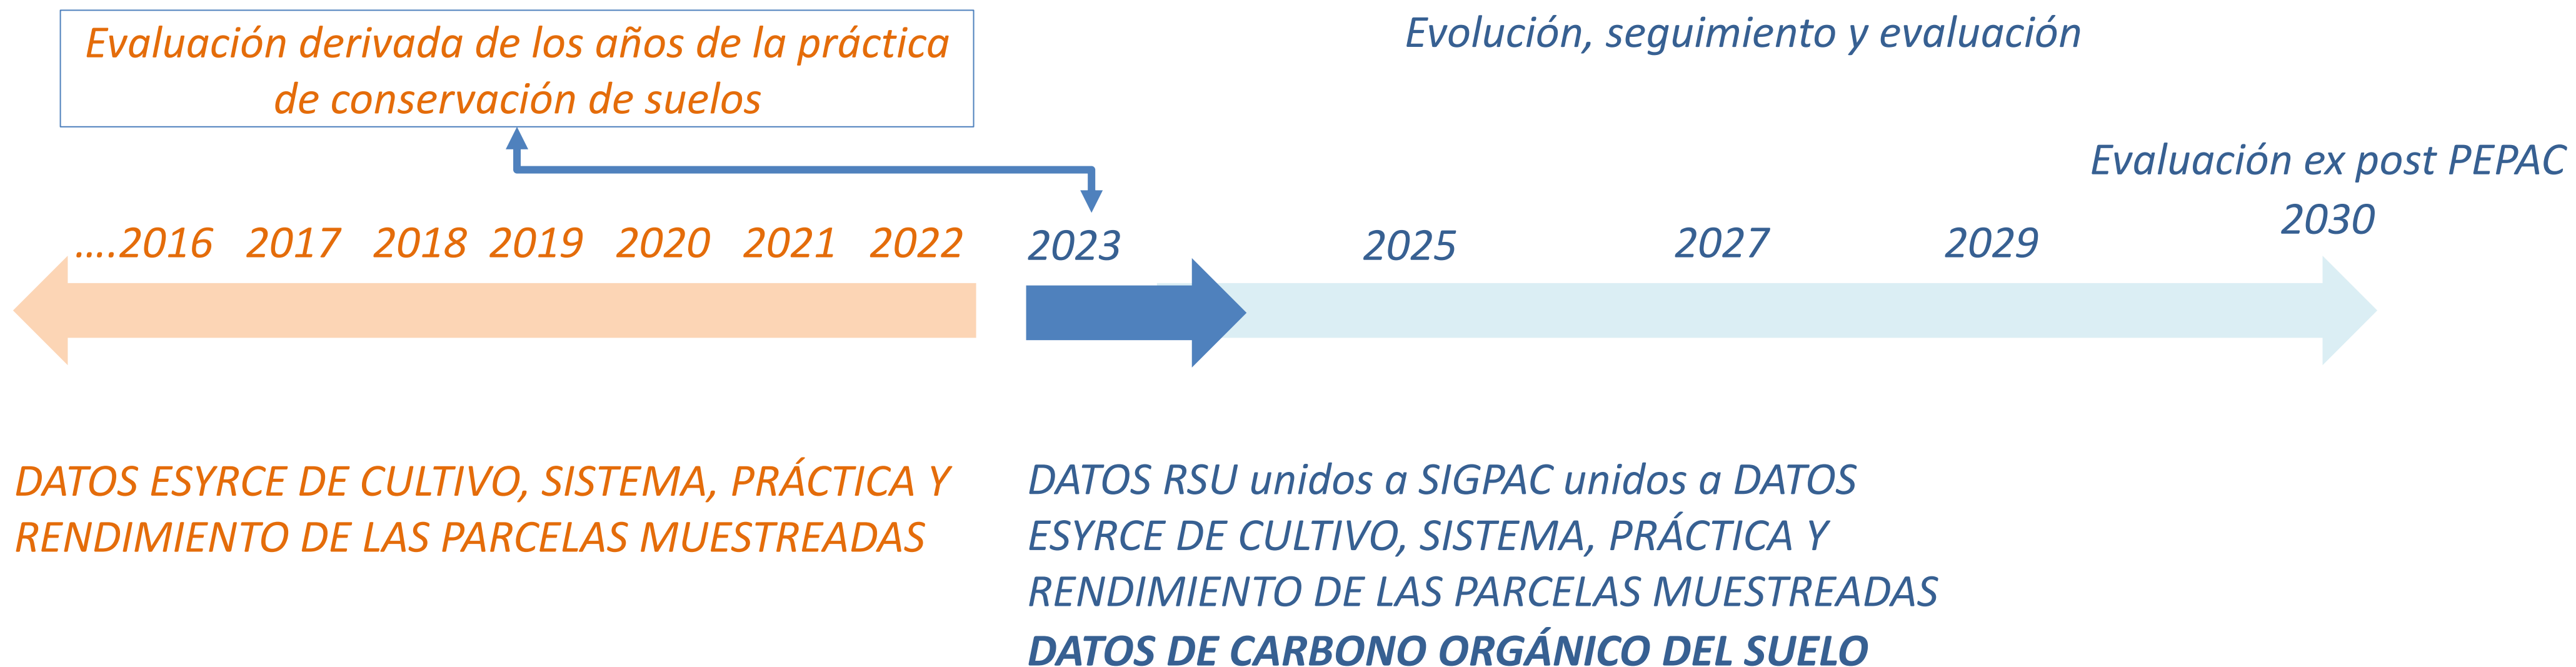 Evaluación derivada de los años de la práctica
de conservación de suelos
Evolución, seguimiento y evaluación
Evaluación ex post PEPAC
....2016 2017 2018 2019 2020 2021 2022 2023 2025 2027 2029 2030
DATOS ESYRCE DE CULTIVO, SISTEMA, PRÁCTICA Y
RENDIMIENTO DE LAS PARCELAS MUESTREADAS
DATOS RSU unidos a SIGPAC unidos a DATOS
ESYRCE DE CULTIVO, SISTEMA, PRÁCTICA Y
RENDIMIENTO DE LAS PARCELAS MUESTREADAS
DATOS DE CARBONO ORGÁNICO DEL SUELO